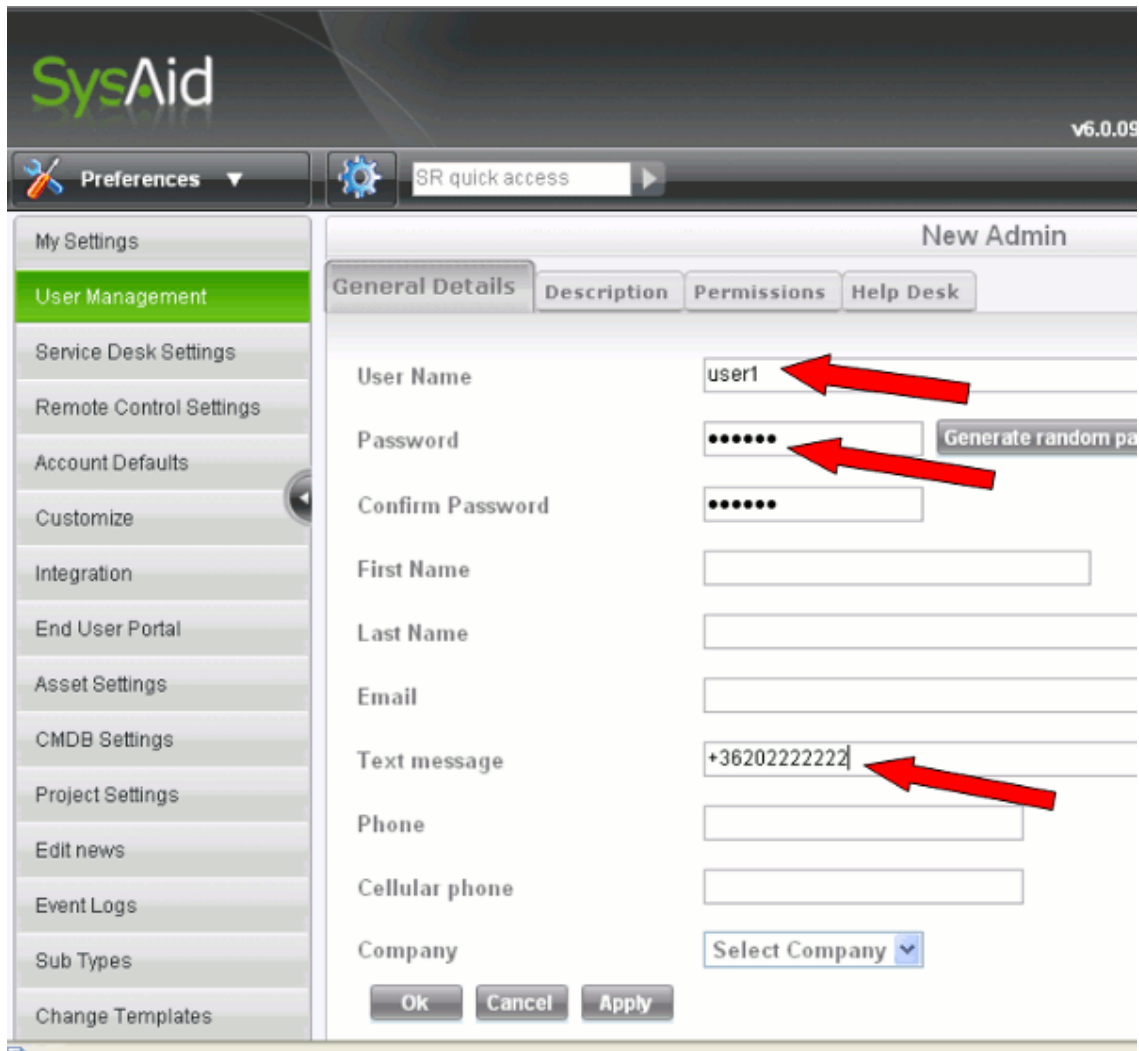 SysAid
v6.0.09
Preferences
SR quick access
My Settings
User Management
Service Desk Settings
Remote Control Settings
Account Defaults
Customize
Integration
End User Portal
Asset Settings
CMDB Settings
Project Settings
Edit news
Event Logs
Sub Types
Change Templates
New Admin
General Details Description Permissions Help Desk
User Name user1
Password •••••• Generate random pa
Confirm Password ••••••
First Name
Last Name
Email
Text message +36202222222
Phone
Cellular phone
Company Select Company
Ok Cancel Apply